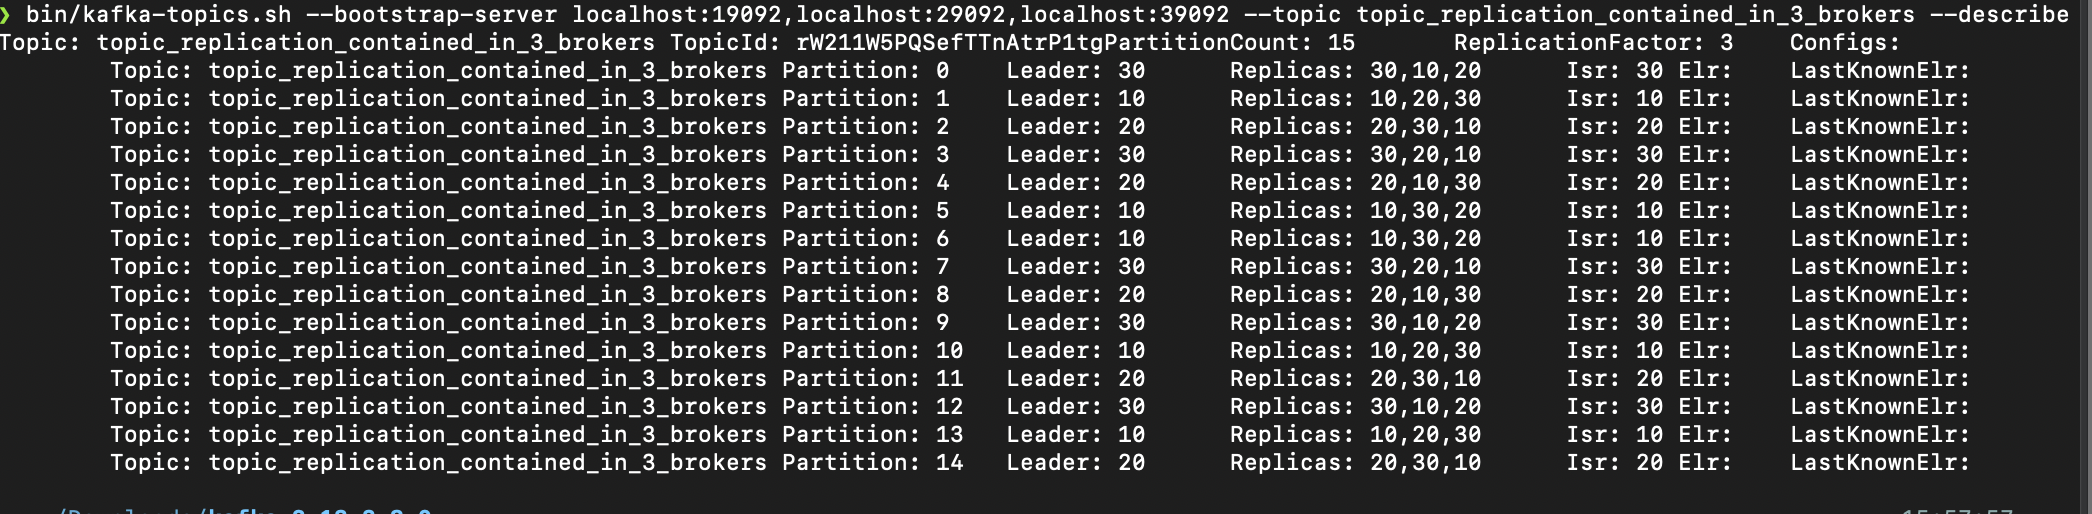 ❯ bin/kafka-topics.sh --bootstrap-server localhost:19092,localhost:29092,localhost:39092 --topic topic_replication_contained_in_3_brokers --describe
Topic: topic_replication_contained_in_3_brokers TopicId: rW211W5PQSefTTnAtrP1tgPartitionCount: 15 ReplicationFactor: 3 Configs:
Topic: topic_replication_contained_in_3_brokers Partition: 0 Leader: 30 Replicas: 30,10,20 Isr: 30 Elr: LastKnownElr:
Topic: topic_replication_contained_in_3_brokers Partition: 1 Leader: 10 Replicas: 10,20,30 Isr: 10 Elr: LastKnownElr:
Topic: topic_replication_contained_in_3_brokers Partition: 2 Leader: 20 Replicas: 20,30,10 Isr: 20 Elr: LastKnownElr:
Topic: topic_replication_contained_in_3_brokers Partition: 3 Leader: 30 Replicas: 30,20,10 Isr: 30 Elr: LastKnownElr:
Topic: topic_replication_contained_in_3_brokers Partition: 4 Leader: 20 Replicas: 20,10,30 Isr: 20 Elr: LastKnownElr:
Topic: topic_replication_contained_in_3_brokers Partition: 5 Leader: 10 Replicas: 10,30,20 Isr: 10 Elr: LastKnownElr:
Topic: topic_replication_contained_in_3_brokers Partition: 6 Leader: 10 Replicas: 10,30,20 Isr: 10 Elr: LastKnownElr:
Topic: topic_replication_contained_in_3_brokers Partition: 7 Leader: 30 Replicas: 30,20,10 Isr: 30 Elr: LastKnownElr:
Topic: topic_replication_contained_in_3_brokers Partition: 8 Leader: 20 Replicas: 20,10,30 Isr: 20 Elr: LastKnownElr:
Topic: topic_replication_contained_in_3_brokers Partition: 9 Leader: 30 Replicas: 30,10,20 Isr: 30 Elr: LastKnownElr:
Topic: topic_replication_contained_in_3_brokers Partition: 10 Leader: 10 Replicas: 10,20,30 Isr: 10 Elr: LastKnownElr:
Topic: topic_replication_contained_in_3_brokers Partition: 11 Leader: 20 Replicas: 20,30,10 Isr: 20 Elr: LastKnownElr:
Topic: topic_replication_contained_in_3_brokers Partition: 12 Leader: 30 Replicas: 30,10,20 Isr: 30 Elr: LastKnownElr:
Topic: topic_replication_contained_in_3_brokers Partition: 13 Leader: 10 Replicas: 10,20,30 Isr: 10 Elr: LastKnownElr:
Topic: topic_replication_contained_in_3_brokers Partition: 14 Leader: 20 Replicas: 20,30,10 Isr: 20 Elr: LastKnownElr: